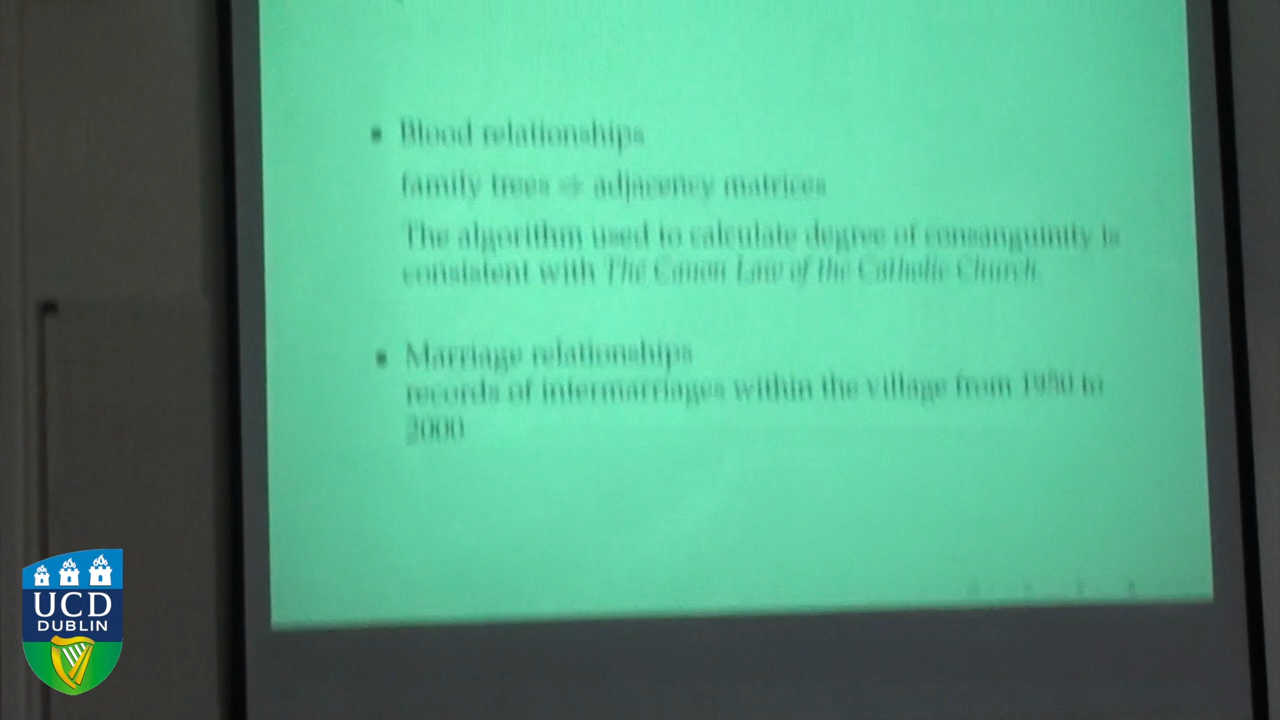 Blood relationships
family trees ⇒ adjacency matrices
The algorithm used to calculate degree of consanguinity is
consistent with The Canon Law of the Catholic Church.
Marriage relationships
records of intermarriages within the village from 1950 to
2000
UCD
DUBLIN